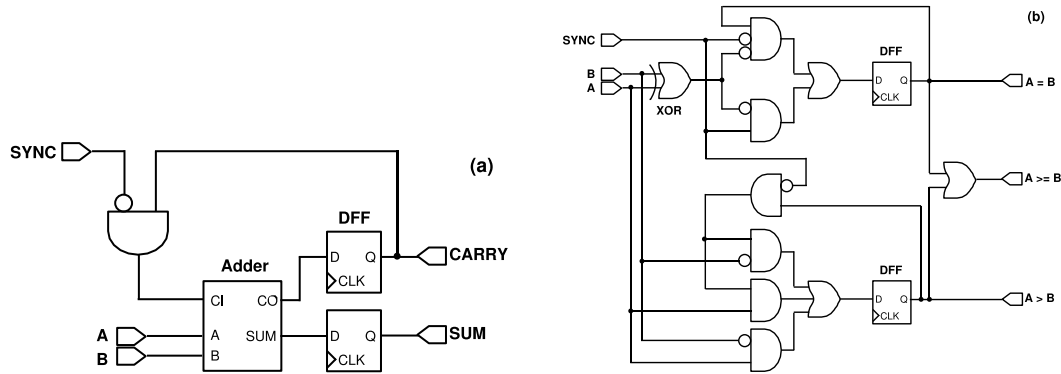 (a)
SYNC
DFF
D Q
CLK
CARRY
Adder
CI CO
A A SUM
B B
D Q
CLK
SUM
(b)
SYNC
B
A
XOR
DFF
D Q
CLK
A = B
A >= B
DFF
D Q
CLK
A > B